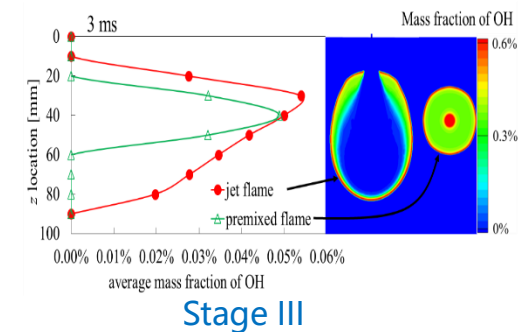 3 ms
Mass fraction of OH
0
20
40
60
80
100
z location [mm]
0.6%
0.3%
0%
jet flame
premixed flame
0.00% 0.01% 0.02% 0.03% 0.04% 0.05% 0.06%
average mass fraction of OH
Stage III